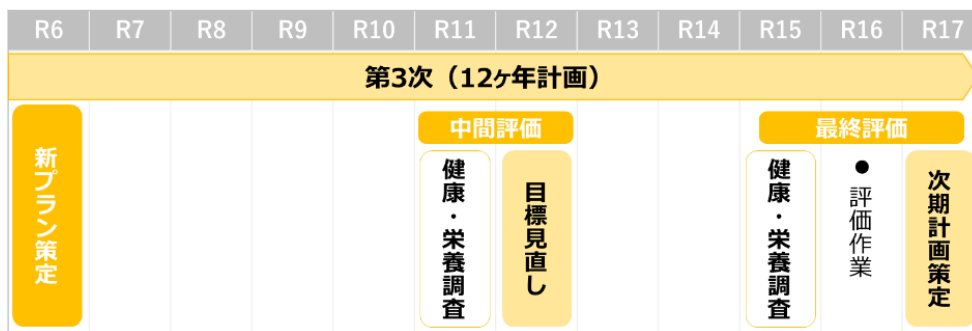 R6 R7 R8 R9 R10 R11 R12 R13 R14 R15 R16 R17
第3次（12ヶ年計画）
中間評価 最終評価
新プラン策定
健康・栄養調査
目標見直し
健康・栄養調査
● 評価作業
次期計画策定